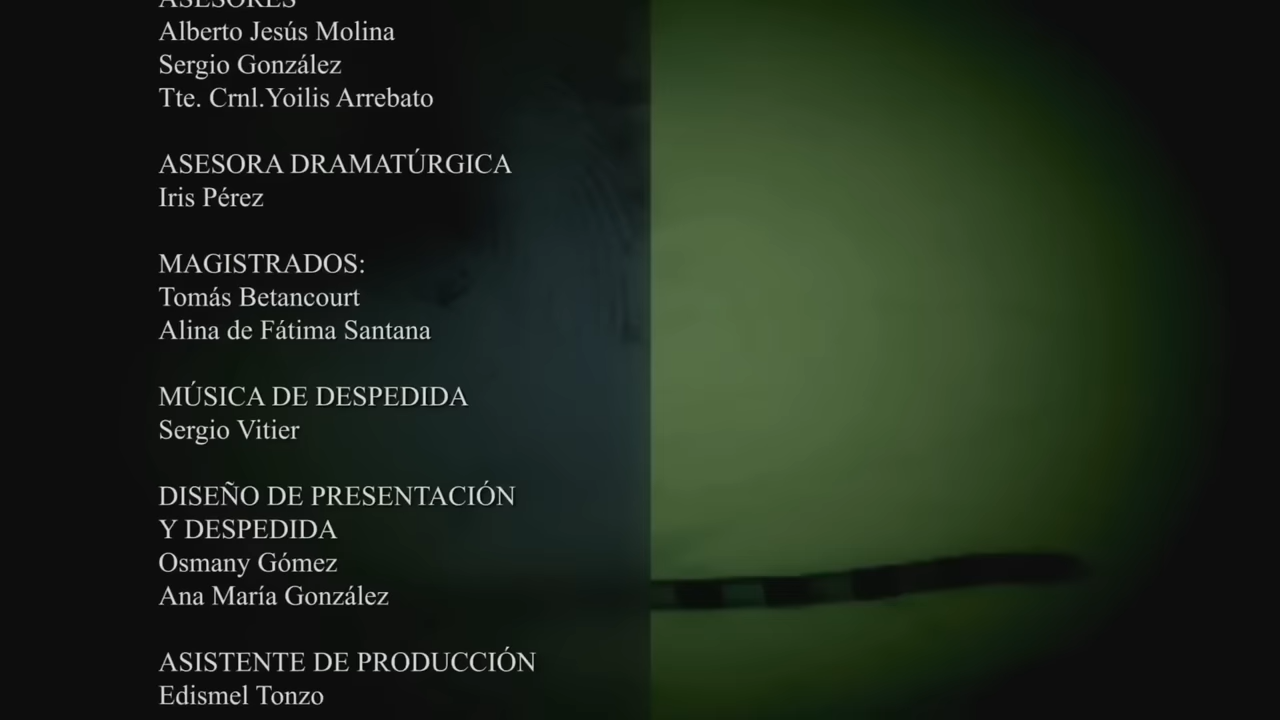 ASESORES
Alberto Jesús Molina
Sergio González
Tte. Crnl.Yoilis Arrebato
ASESORA DRAMATÚRGICA
Iris Pérez
MAGISTRADOS:
Tomás Betancourt
Alina de Fátima Santana
MÚSICA DE DESPEDIDA
Sergio Vitier
DISEÑO DE PRESENTACIÓN
Y DESPEDIDA
Osmany Gómez
Ana María González
ASISTENTE DE PRODUCCIÓN
Edismel Tonzo